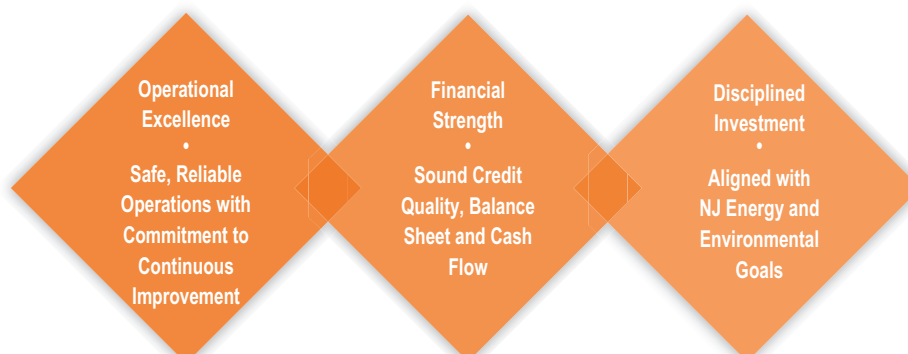 Operational
Excellence
•
Safe, Reliable
Operations with
Commitment to
Continuous
Improvement
Financial
Strength
•
Sound Credit
Quality, Balance
Sheet and Cash
Flow
Disciplined
Investment
•
Aligned with
NJ Energy and
Environmental
Goals